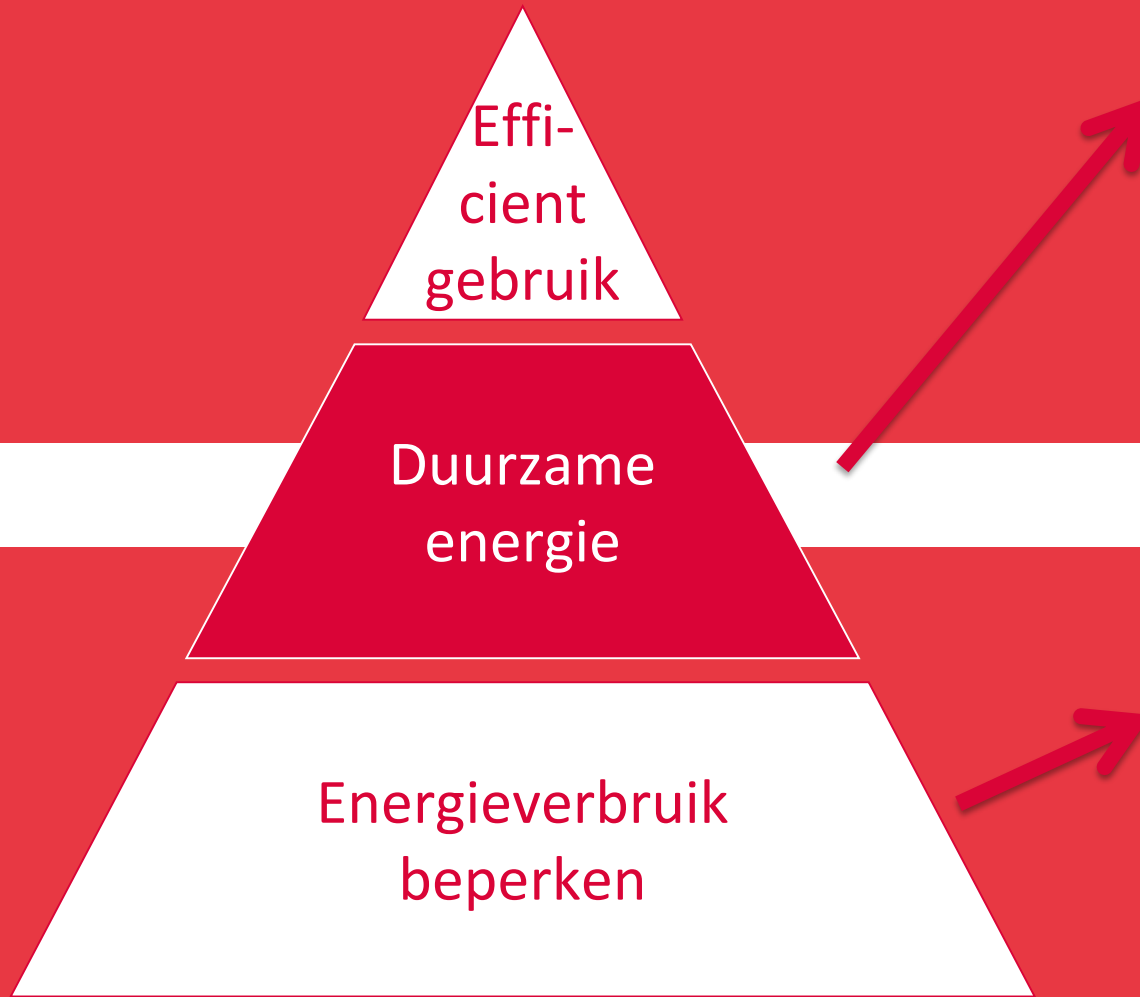 Effi-
cient
gebruik
Duurzame
energie
Energieverbruik
beperken